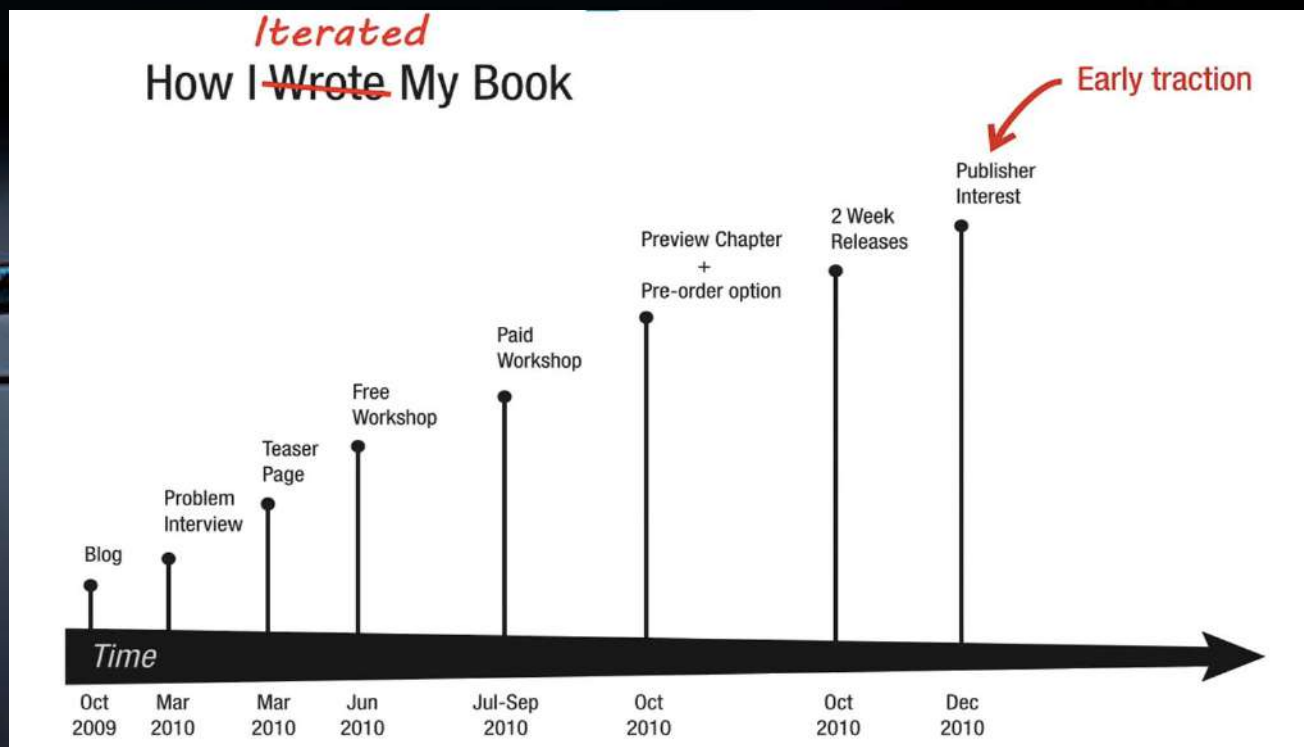 Iterated
How I Wrote My Book
Early traction
Publisher
Interest
2 Week
Releases
Preview Chapter
+
Pre-order option
Paid
Workshop
Free
Workshop
Teaser
Page
Problem
Interview
Blog
Time
Oct
2009
Mar
2010
Mar
2010
Jun
2010
Jul-Sep
2010
Oct
2010
Oct
2010
Dec
2010